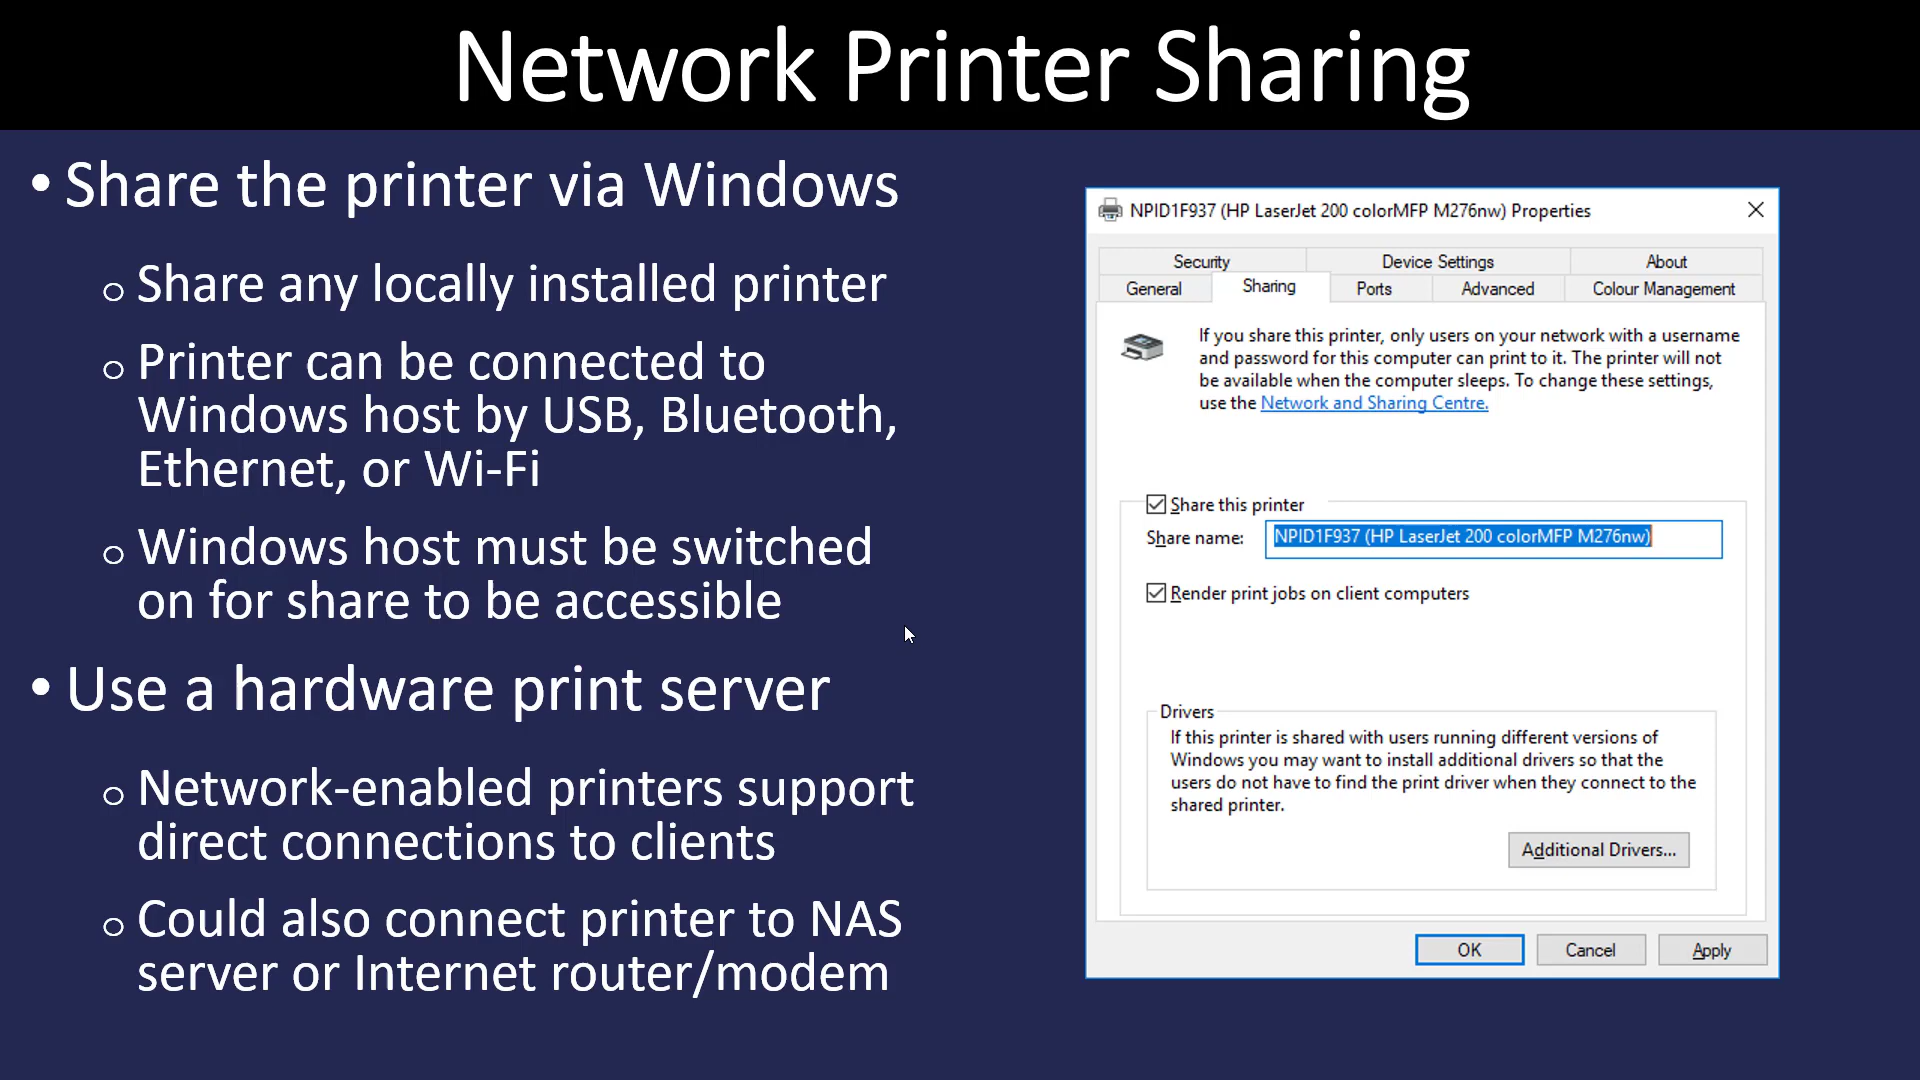 Network Printer Sharing
• Share the printer via Windows
o Share any locally installed printer
o Printer can be connected to
Windows host by USB, Bluetooth,
Ethernet, or Wi-Fi
o Windows host must be switched
on for share to be accessible
• Use a hardware print server
o Network-enabled printers support
direct connections to clients
o Could also connect printer to NAS
server or Internet router/modem
NPID1F937 (HP LaserJet 200 colorMFP M276nw) Properties
Security Device Settings About
General Sharing Ports Advanced Colour Management
If you share this printer, only users on your network with a username
and password for this computer can print to it. The printer will not
be available when the computer sleeps. To change these settings,
use the Network and Sharing Centre.
Share this printer
Share name: NPID1F937 (HP LaserJet 200 colorMFP M276nw)
Render print jobs on client computers
Drivers
If this printer is shared with users running different versions of
Windows you may want to install additional drivers so that the
users do not have to find the print driver when they connect to the
shared printer.
Additional Drivers...
OK Cancel Apply